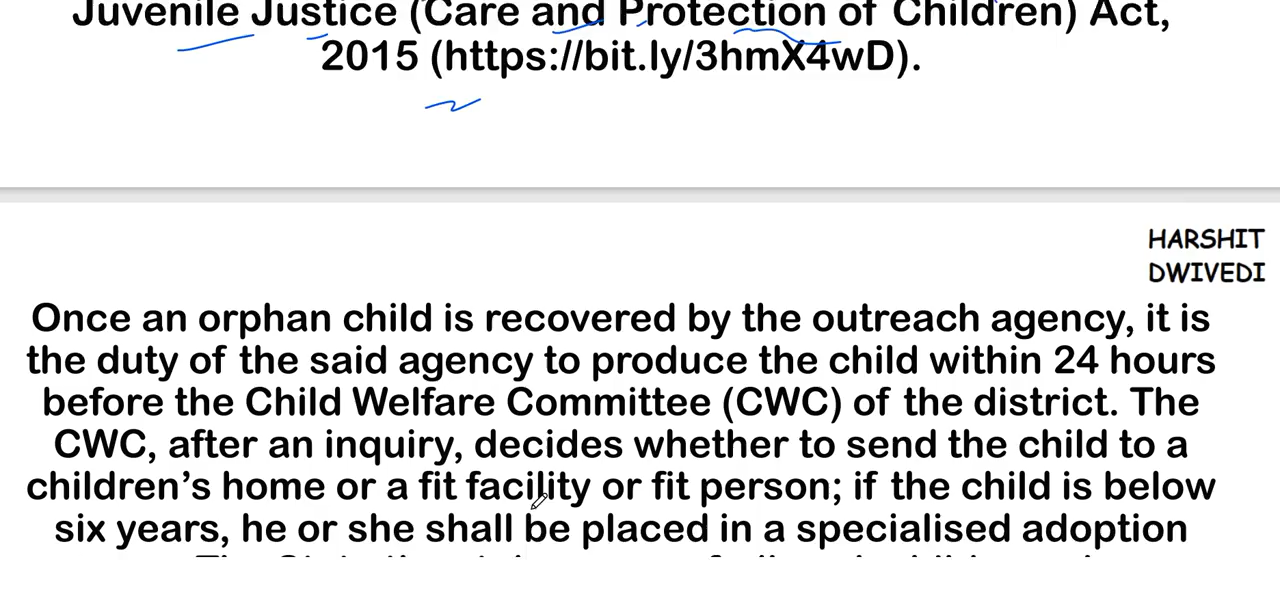 Juvenile Justice (Care and Protection of Children) Act,
2015 (https://bit.ly/3hmX4wD).
HARSHIT
DWIVEDI
Once an orphan child is recovered by the outreach agency, it is
the duty of the said agency to produce the child within 24 hours
before the Child Welfare Committee (CWC) of the district. The
CWC, after an inquiry, decides whether to send the child to a
children’s home or a fit facility or fit person; if the child is below
six years, he or she shall be placed in a specialised adoption